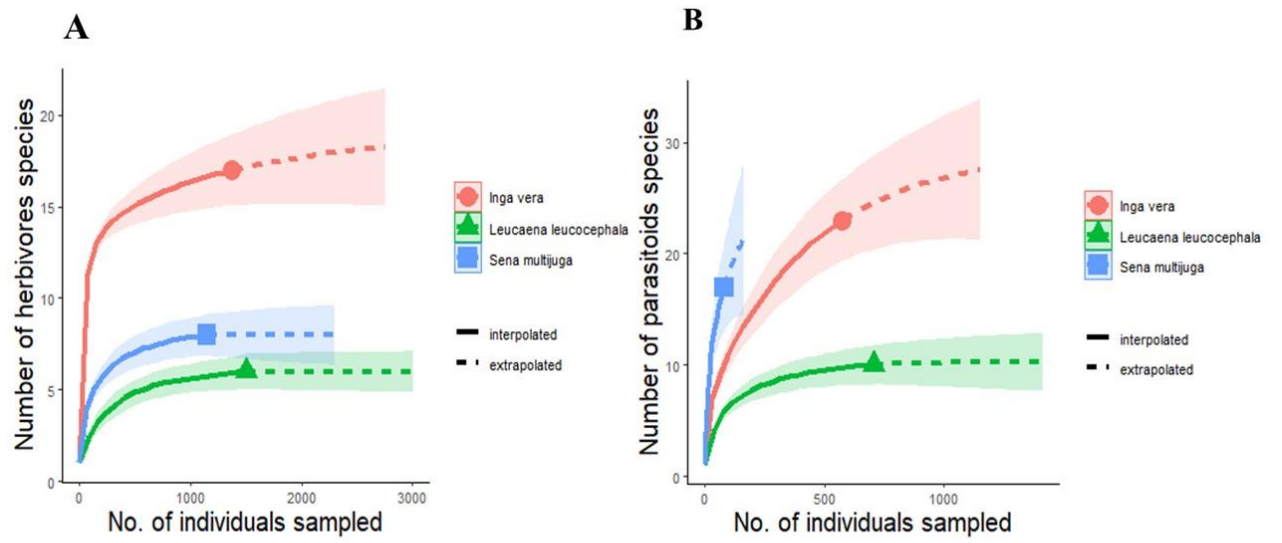 A
Number of herbivores species
20
15
10
5
0
0 1000 2000 3000
No. of individuals sampled
Inga vera
Leucaena leucocephala
Sena multijuga
interpolated
extrapolated
B
Number of parasitoids species
30
20
10
0
0 500 1000
No. of individuals sampled
Inga vera
Leucaena leucocephala
Sena multijuga
interpolated
extrapolated